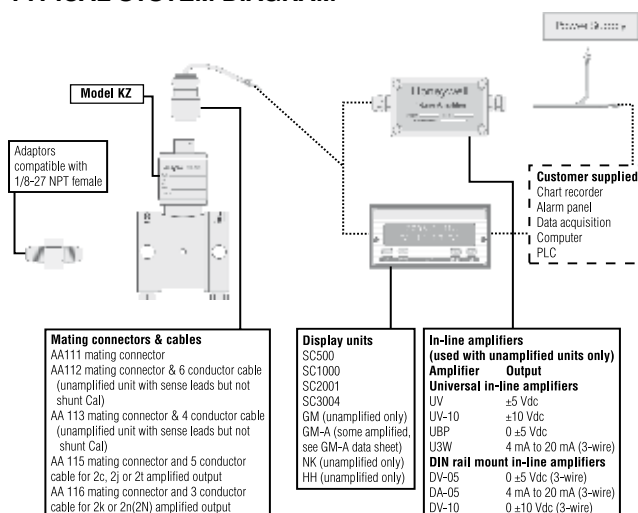 Model KZ
Adaptors
compatible with
1/8-27 NPT female
Honeywell
Power Supply
Customer supplied
Chart recorder
Alarm panel
Data acquisition
Computer
PLC
Mating connectors & cables
AA111 mating connector
AA112 mating connector & 6 conductor cable
(unamplified unit with sense leads but not
shunt Cal)
AA 113 mating connector & 4 conductor cable
(unamplified unit with sense leads but not
shunt Cal)
AA 115 mating connector and 5 conductor
cable for 2c, 2j or 2t amplified output
AA 116 mating connector and 3 conductor
cable for 2k or 2n(2N) amplified output
Display units
SC500
SC1000
SC2001
SC3004
GM (unamplified only)
GM-A (some amplified,
see GM-A data sheet)
NK (unamplified only)
HH (unamplified only)
In-line amplifiers
(used with unamplified units only)
Amplifier Output
Universal in-line amplifiers
UV ±5 Vdc
UV-10 ±10 Vdc
UBP 0 ±5 Vdc
U3W 4 mA to 20 mA (3-wire)
DIN rail mount in-line amplifiers
DV-05 0 ±5 Vdc (3-wire)
DA-05 4 mA to 20 mA (3-wire)
DV-10 0 ±10 Vdc (3-wire)